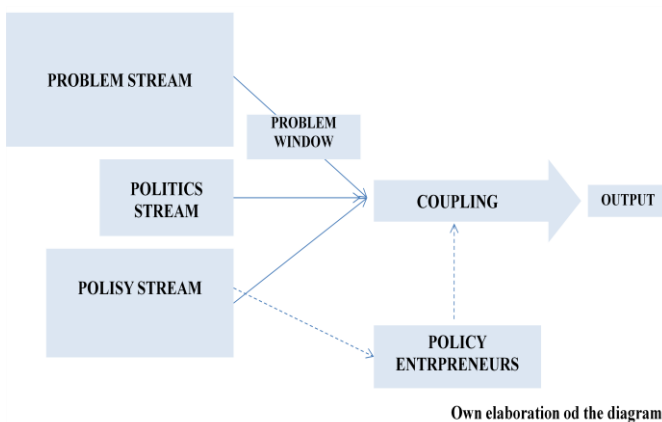 PROBLEM STREAM
PROBLEM
WINDOW
POLITICS
STREAM
COUPLING
OUTPUT
POLISY STREAM
POLICY
ENTRPRENEURS
Own elaboration od the diagram